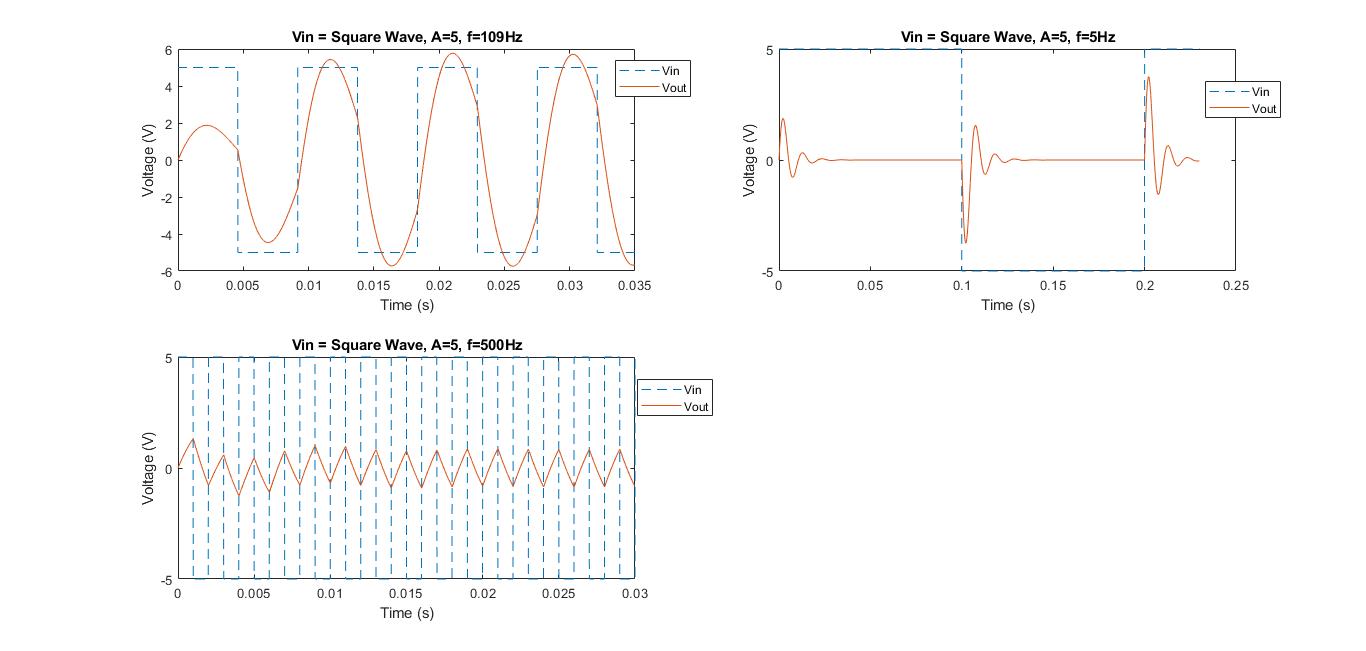 Vin = Square Wave, A=5, f=109Hz
6
4
2
0
-2
-4
-6
Voltage (V)
0 0.005 0.01 0.015 0.02 0.025 0.03 0.035
Time (s)
Vin
Vout
Vin = Square Wave, A=5, f=5Hz
5
0
-5
Voltage (V)
0 0.05 0.1 0.15 0.2 0.25
Time (s)
Vin
Vout
Vin = Square Wave, A=5, f=500Hz
5
0
-5
Voltage (V)
0 0.005 0.01 0.015 0.02 0.025 0.03
Time (s)
Vin
Vout